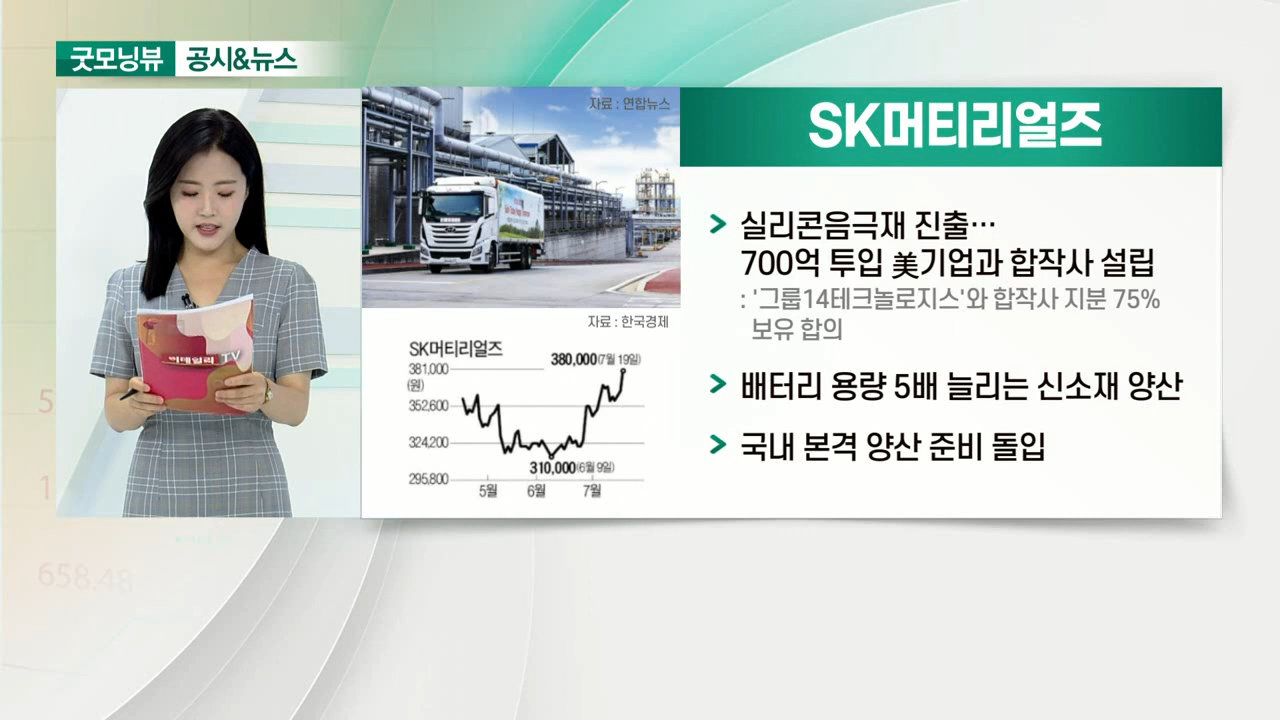 굿모닝뷰 공시&뉴스
자료 : 연합뉴스
SK머티리얼즈
실리콘음극재 진출…
700억 투입 美기업과 합작사 설립
: '그룹14테크놀로지스'와 합작사 지분 75%
보유 합의
배터리 용량 5배 늘리는 신소재 양산
국내 본격 양산 준비 돌입
자료 : 한국경제
SK머티리얼즈
380,000(7월 19일)
381,000
(원)
352,600
324,200
310,000(6월 9일)
295,800
5월 6월 7월
이데일리 TV
5
1
658.48